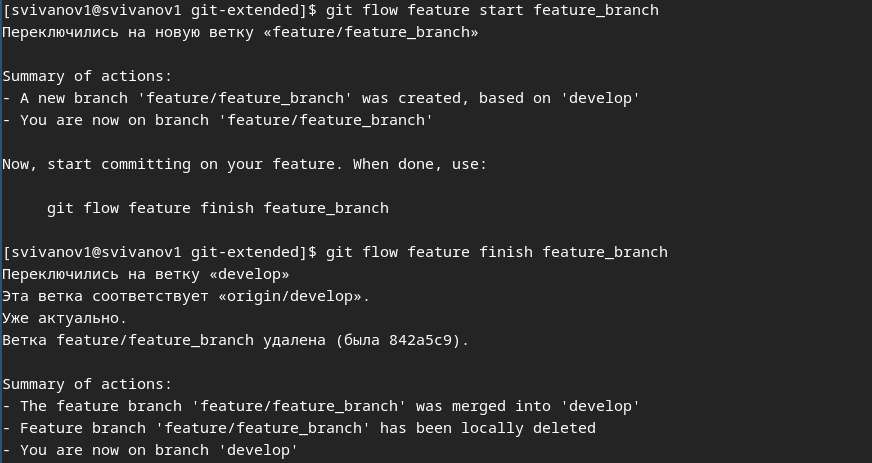 [svivanov1@svivanov1 git-extended]$ git flow feature start feature_branch
Переключились на новую ветку «feature/feature_branch»
Summary of actions:
- A new branch 'feature/feature_branch' was created, based on 'develop'
- You are now on branch 'feature/feature_branch'
Now, start committing on your feature. When done, use:
git flow feature finish feature_branch
[svivanov1@svivanov1 git-extended]$ git flow feature finish feature_branch
Переключились на ветку «develop»
Эта ветка соответствует «origin/develop».
Уже актуально.
Ветка feature/feature_branch удалена (была 842a5c9).
Summary of actions:
- The feature branch 'feature/feature_branch' was merged into 'develop'
- Feature branch 'feature/feature_branch' has been locally deleted
- You are now on branch 'develop'